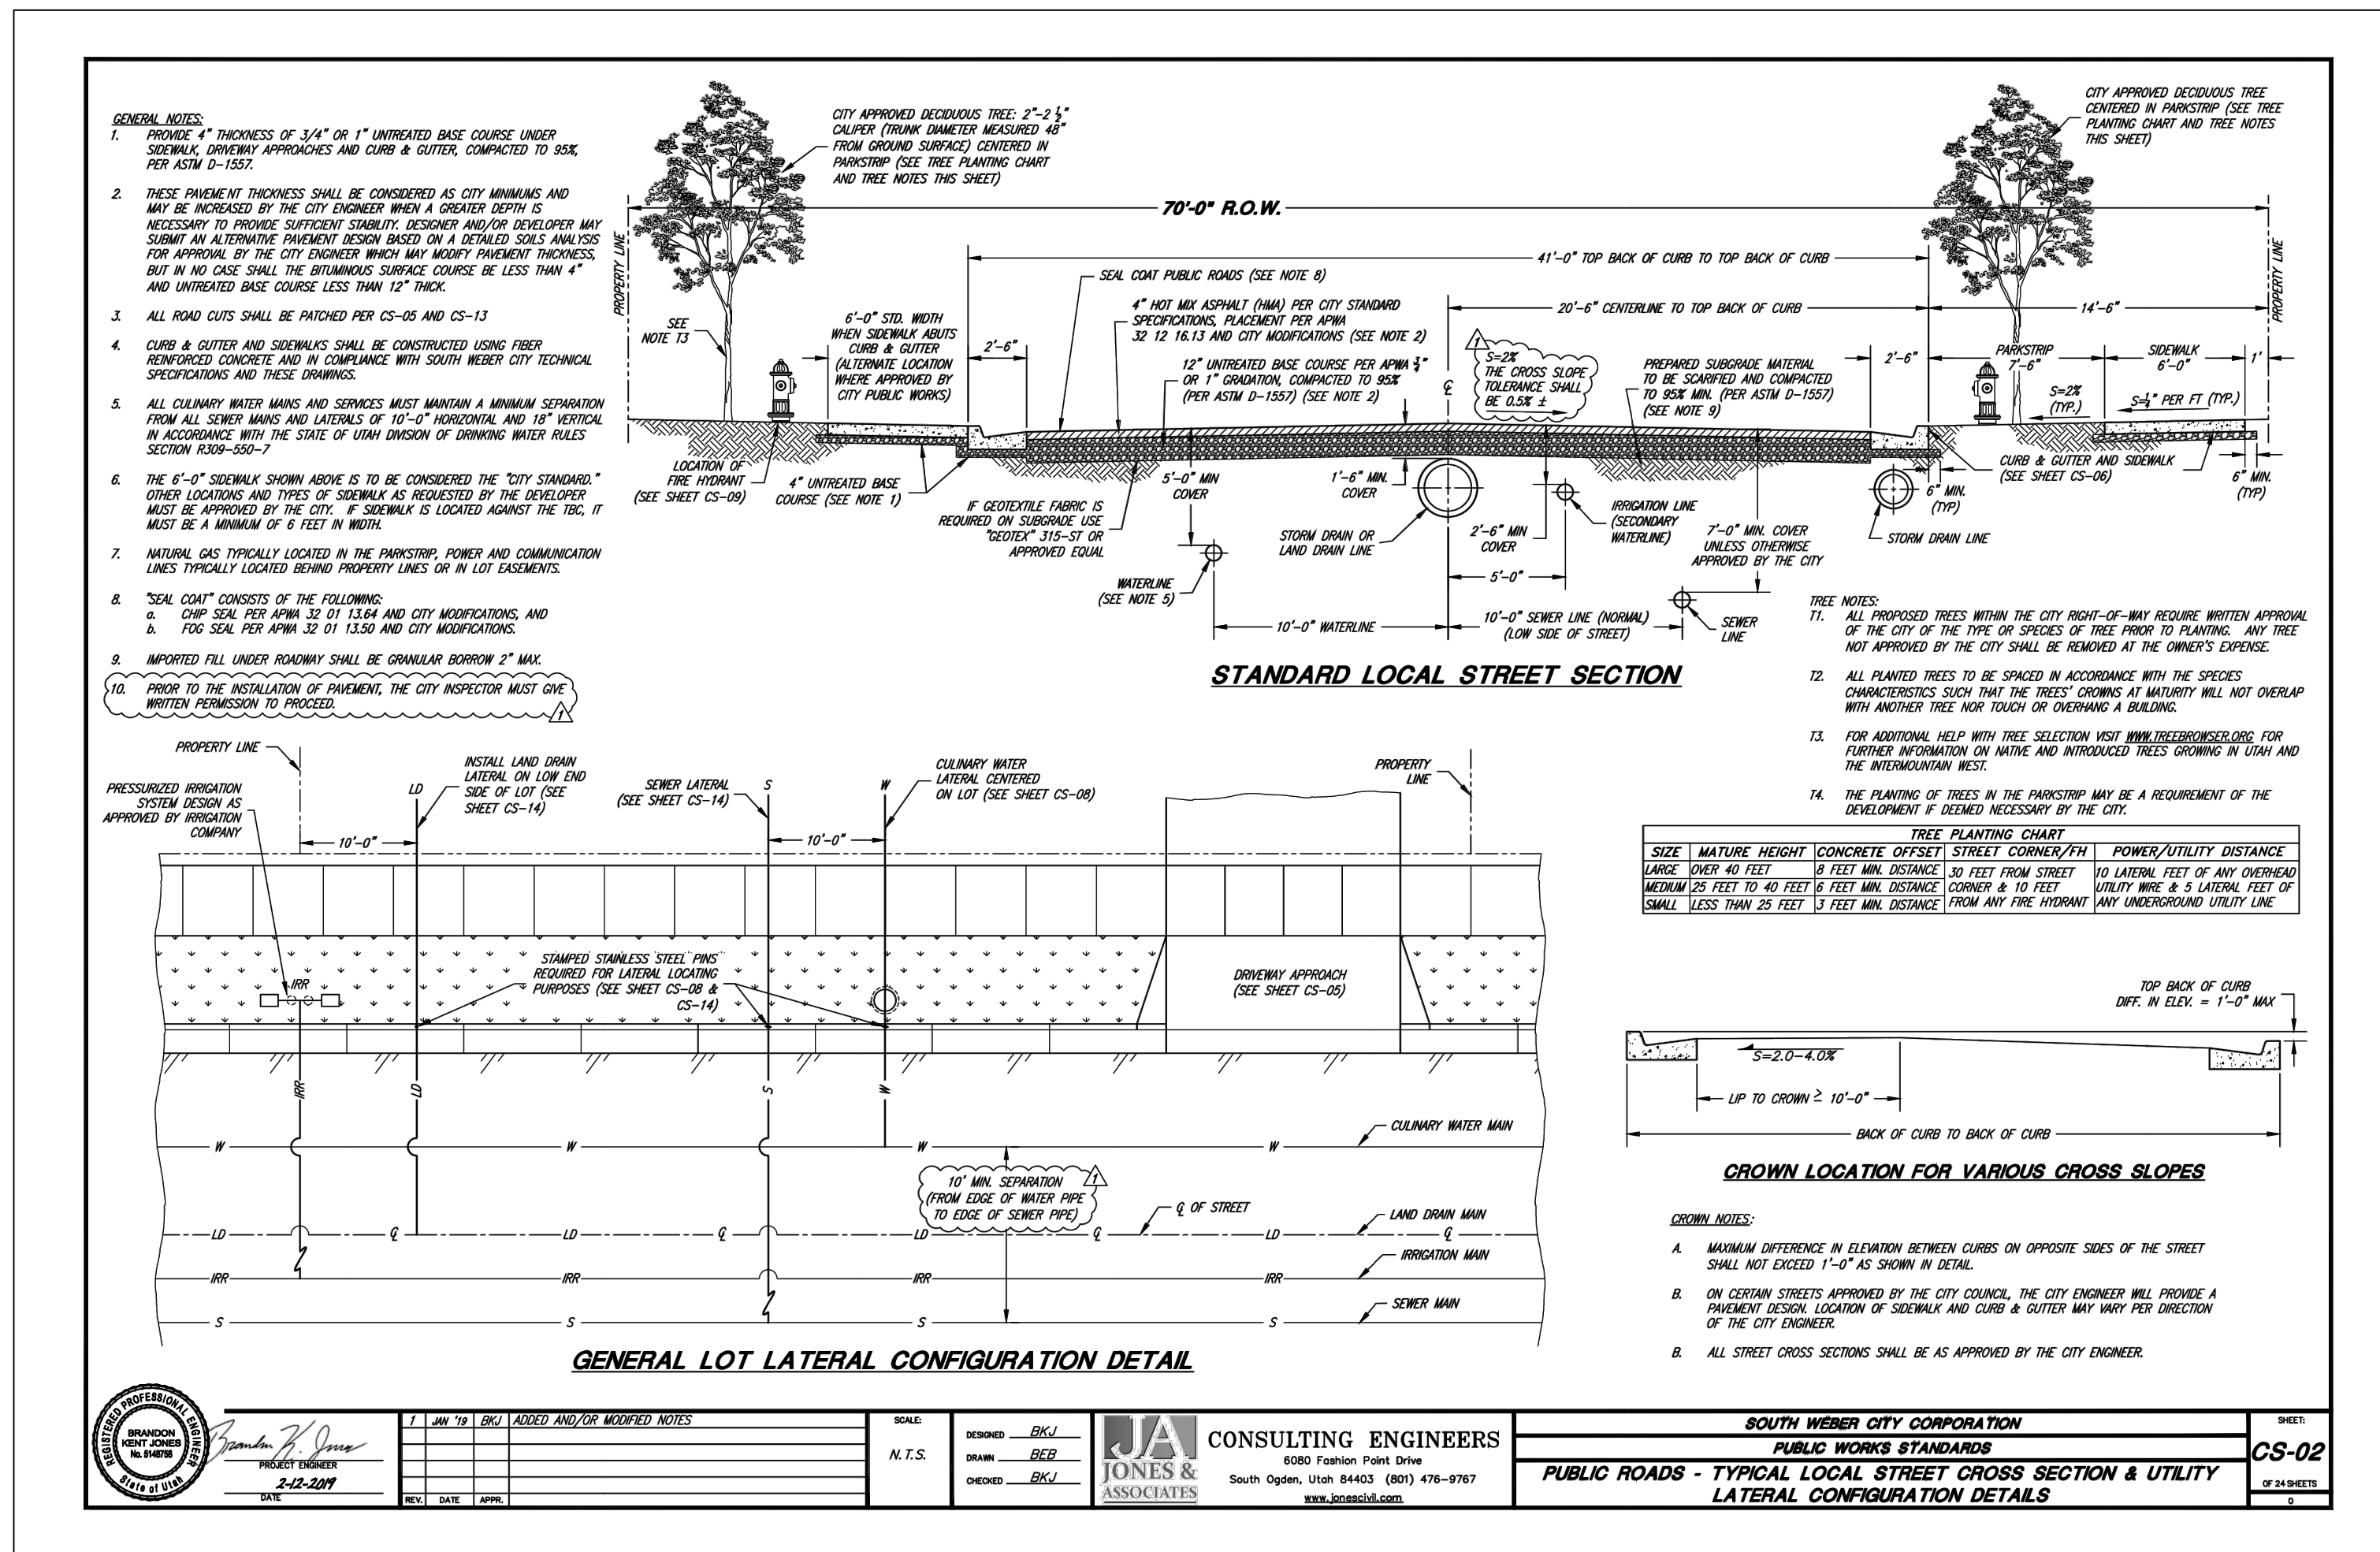 GENERAL NOTES:
1. PROVIDE 4" THICKNESS OF 3/4" OR 1" UNTREATED BASE COURSE UNDER
SIDEWALK, DRIVEWAY APPROACHES AND CURB & GUTTER, COMPACTED TO 95%,
PER ASTM D-1557.
2. THESE PAVEMENT THICKNESS SHALL BE CONSIDERED AS CITY MINIMUMS AND
MAY BE INCREASED BY THE CITY ENGINEER WHEN A GREATER DEPTH IS
NECESSARY TO PROVIDE SUFFICIENT STABILITY. DESIGNER AND/OR DEVELOPER MAY
SUBMIT AN ALTERNATIVE PAVEMENT DESIGN BASED ON A DETAILED SOILS ANALYSIS
FOR APPROVAL BY THE CITY ENGINEER WHICH MAY MODIFY PAVEMENT THICKNESS,
BUT IN NO CASE SHALL THE BITUMINOUS SURFACE COURSE BE LESS THAN 4"
AND UNTREATED BASE COURSE LESS THAN 12" THICK.
3. ALL ROAD CUTS SHALL BE PATCHED PER CS-05 AND CS-13
4. CURB & GUTTER AND SIDEWALKS SHALL BE CONSTRUCTED USING FIBER
REINFORCED CONCRETE AND IN COMPLIANCE WITH SOUTH WEBER CITY TECHNICAL
SPECIFICATIONS AND THESE DRAWINGS.
5. ALL CULINARY WATER MAINS AND SERVICES MUST MAINTAIN A MINIMUM SEPARATION
FROM ALL SEWER MAINS AND LATERALS OF 10'-0" HORIZONTAL AND 18" VERTICAL
IN ACCORDANCE WITH THE STATE OF UTAH DIVISION OF DRINKING WATER RULES
SECTION R309-550-7
6. THE 6'-0" SIDEWALK SHOWN ABOVE IS TO BE CONSIDERED THE "CITY STANDARD."
OTHER LOCATIONS AND TYPES OF SIDEWALK AS REQUESTED BY THE DEVELOPER
MUST BE APPROVED BY THE CITY. IF SIDEWALK IS LOCATED AGAINST THE TBC, IT
MUST BE A MINIMUM OF 6 FEET IN WIDTH.
7. NATURAL GAS TYPICALLY LOCATED IN THE PARKSTRIP, POWER AND COMMUNICATION
LINES TYPICALLY LOCATED BEHIND PROPERTY LINES OR IN LOT EASEMENTS.
8. "SEAL COAT" CONSISTS OF THE FOLLOWING:
a. CHIP SEAL PER APWA 32 01 13.64 AND CITY MODIFICATIONS, AND
b. FOG SEAL PER APWA 32 01 13.50 AND CITY MODIFICATIONS.
9. IMPORTED FILL UNDER ROADWAY SHALL BE GRANULAR BORROW 2" MAX.
10. PRIOR TO THE INSTALLATION OF PAVEMENT, THE CITY INSPECTOR MUST GIVE
WRITTEN PERMISSION TO PROCEED.
1
CITY APPROVED DECIDUOUS TREE: 2"-2 1/2"
CALIPER (TRUNK DIAMETER MEASURED 48"
FROM GROUND SURFACE) CENTERED IN
PARKSTRIP (SEE TREE PLANTING CHART
AND TREE NOTES THIS SHEET)
CITY APPROVED DECIDUOUS TREE
CENTERED IN PARKSTRIP (SEE TREE
PLANTING CHART AND TREE NOTES
THIS SHEET)
70'-0" R.O.W.
PROPERTY LINE
PROPERTY LINE
41'-0" TOP BACK OF CURB TO TOP BACK OF CURB
SEAL COAT PUBLIC ROADS (SEE NOTE 8)
20'-6" CENTERLINE TO TOP BACK OF CURB
14'-6"
4" HOT MIX ASPHALT (HMA) PER CITY STANDARD
SPECIFICATIONS, PLACEMENT PER APWA
32 12 16.13 AND CITY MODIFICATIONS (SEE NOTE 2)
SEE
NOTE T3
6'-0" STD. WIDTH
WHEN SIDEWALK ABUTS
CURB & GUTTER
(ALTERNATE LOCATION
WHERE APPROVED BY
CITY PUBLIC WORKS)
2'-6"
12" UNTREATED BASE COURSE PER APWA 3/4"
OR 1" GRADATION, COMPACTED TO 95%
(PER ASTM D-1557) (SEE NOTE 2)
℄
1
S=2%
THE CROSS SLOPE
TOLERANCE SHALL
BE 0.5% ±
PREPARED SUBGRADE MATERIAL
TO BE SCARIFIED AND COMPACTED
TO 95% MIN. (PER ASTM D-1557)
(SEE NOTE 9)
2'-6"
PARKSTRIP
7'-6"
SIDEWALK
6'-0"
1'
S=2%
(TYP.)
S=1/4" PER FT (TYP.)
LOCATION OF
FIRE HYDRANT
(SEE SHEET CS-09)
4" UNTREATED BASE
COURSE (SEE NOTE 1)
IF GEOTEXTILE FABRIC IS
REQUIRED ON SUBGRADE USE
"GEOTEX" 315-ST OR
APPROVED EQUAL
5'-0" MIN
COVER
1'-6" MIN.
COVER
STORM DRAIN OR
LAND DRAIN LINE
2'-6" MIN
COVER
IRRIGATION LINE
(SECONDARY
WATERLINE)
7'-0" MIN. COVER
UNLESS OTHERWISE
APPROVED BY THE CITY
CURB & GUTTER AND SIDEWALK
(SEE SHEET CS-06)
6" MIN.
(TYP)
6" MIN.
(TYP)
STORM DRAIN LINE
WATERLINE
(SEE NOTE 5)
5'-0"
10'-0" WATERLINE
10'-0" SEWER LINE (NORMAL)
(LOW SIDE OF STREET)
SEWER
LINE
STANDARD LOCAL STREET SECTION
TREE NOTES:
T1. ALL PROPOSED TREES WITHIN THE CITY RIGHT-OF-WAY REQUIRE WRITTEN APPROVAL
OF THE CITY OF THE TYPE OR SPECIES OF TREE PRIOR TO PLANTING. ANY TREE
NOT APPROVED BY THE CITY SHALL BE REMOVED AT THE OWNER'S EXPENSE.
T2. ALL PLANTED TREES TO BE SPACED IN ACCORDANCE WITH THE SPECIES
CHARACTERISTICS SUCH THAT THE TREES' CROWNS AT MATURITY WILL NOT OVERLAP
WITH ANOTHER TREE NOR TOUCH OR OVERHANG A BUILDING.
T3. FOR ADDITIONAL HELP WITH TREE SELECTION VISIT WWW.TREEBROWSER.ORG FOR
FURTHER INFORMATION ON NATIVE AND INTRODUCED TREES GROWING IN UTAH AND
THE INTERMOUNTAIN WEST.
T4. THE PLANTING OF TREES IN THE PARKSTRIP MAY BE A REQUIREMENT OF THE
DEVELOPMENT IF DEEMED NECESSARY BY THE CITY.
TREE PLANTING CHART
SIZE MATURE HEIGHT CONCRETE OFFSET STREET CORNER/FH POWER/UTILITY DISTANCE
LARGE OVER 40 FEET 8 FEET MIN. DISTANCE 30 FEET FROM STREET 10 LATERAL FEET OF ANY OVERHEAD
MEDIUM 25 FEET TO 40 FEET 6 FEET MIN. DISTANCE CORNER & 10 FEET UTILITY WIRE & 5 LATERAL FEET OF
SMALL LESS THAN 25 FEET 3 FEET MIN. DISTANCE FROM ANY FIRE HYDRANT ANY UNDERGROUND UTILITY LINE
PROPERTY LINE
PRESSURIZED IRRIGATION
SYSTEM DESIGN AS
APPROVED BY IRRIGATION
COMPANY
LD
INSTALL LAND DRAIN
LATERAL ON LOW END
SIDE OF LOT (SEE
SHEET CS-14)
SEWER LATERAL
(SEE SHEET CS-14)
S
W
CULINARY WATER
LATERAL CENTERED
ON LOT (SEE SHEET CS-08)
PROPERTY
LINE
10'-0"
10'-0"
IRR
STAMPED STAINLESS STEEL PINS
REQUIRED FOR LATERAL LOCATING
PURPOSES (SEE SHEET CS-08 &
CS-14)
DRIVEWAY APPROACH
(SEE SHEET CS-05)
IRR LD S W
CULINARY WATER MAIN
W W W W
10' MIN. SEPARATION
(FROM EDGE OF WATER PIPE
TO EDGE OF SEWER PIPE)
1
℄ OF STREET
LAND DRAIN MAIN
LD ℄ LD ℄ LD ℄ LD ℄
IRRIGATION MAIN
IRR IRR IRR IRR
SEWER MAIN
S S S S
GENERAL LOT LATERAL CONFIGURATION DETAIL
TOP BACK OF CURB
DIFF. IN ELEV. = 1'-0" MAX
S=2.0-4.0%
LIP TO CROWN ≥ 10'-0"
BACK OF CURB TO BACK OF CURB
CROWN LOCATION FOR VARIOUS CROSS SLOPES
CROWN NOTES:
A. MAXIMUM DIFFERENCE IN ELEVATION BETWEEN CURBS ON OPPOSITE SIDES OF THE STREET
SHALL NOT EXCEED 1'-0" AS SHOWN IN DETAIL.
B. ON CERTAIN STREETS APPROVED BY THE CITY COUNCIL, THE CITY ENGINEER WILL PROVIDE A
PAVEMENT DESIGN. LOCATION OF SIDEWALK AND CURB & GUTTER MAY VARY PER DIRECTION
OF THE CITY ENGINEER.
B. ALL STREET CROSS SECTIONS SHALL BE AS APPROVED BY THE CITY ENGINEER.
REGISTERED PROFESSIONAL ENGINEER
BRANDON
KENT JONES
No. 5148758
State of Utah
Brandon K. Jones
PROJECT ENGINEER
2-12-2019
DATE
1 JAN '19 BKJ ADDED AND/OR MODIFIED NOTES
REV. DATE APPR.
SCALE:
N.T.S.
DESIGNED BKJ
DRAWN BEB
CHECKED BKJ
JA
JONES &
ASSOCIATES
CONSULTING ENGINEERS
6080 Fashion Point Drive
South Ogden, Utah 84403 (801) 476-9767
www.jonescivil.com
SOUTH WEBER CITY CORPORATION
PUBLIC WORKS STANDARDS
PUBLIC ROADS - TYPICAL LOCAL STREET CROSS SECTION & UTILITY
LATERAL CONFIGURATION DETAILS
SHEET:
CS-02
OF 24 SHEETS
0